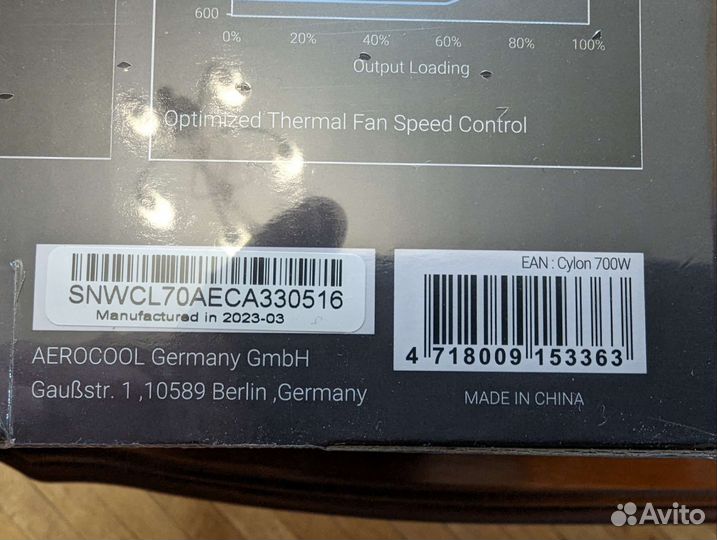 600
0% 20% 40% 60% 80% 100%
Output Loading
Optimized Thermal Fan Speed Control
SNWCL70AECA330516
Manufactured in 2023-03
AEROCOOL Germany GmbH
Gaußstr. 1 ,10589 Berlin ,Germany
EAN : Cylon 700W
4 718009 153363
MADE IN CHINA
Avito